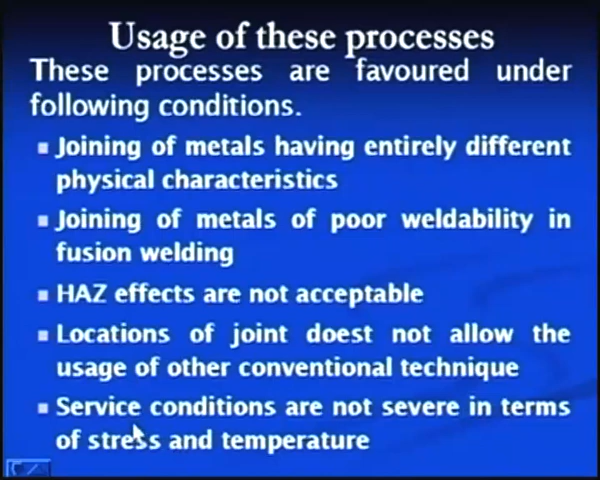 Usage of these processes
These processes are favoured under
following conditions.
Joining of metals having entirely different
physical characteristics
Joining of metals of poor weldability in
fusion welding
HAZ effects are not acceptable
Locations of joint doest not allow the
usage of other conventional technique
Service conditions are not severe in terms
of stress and temperature